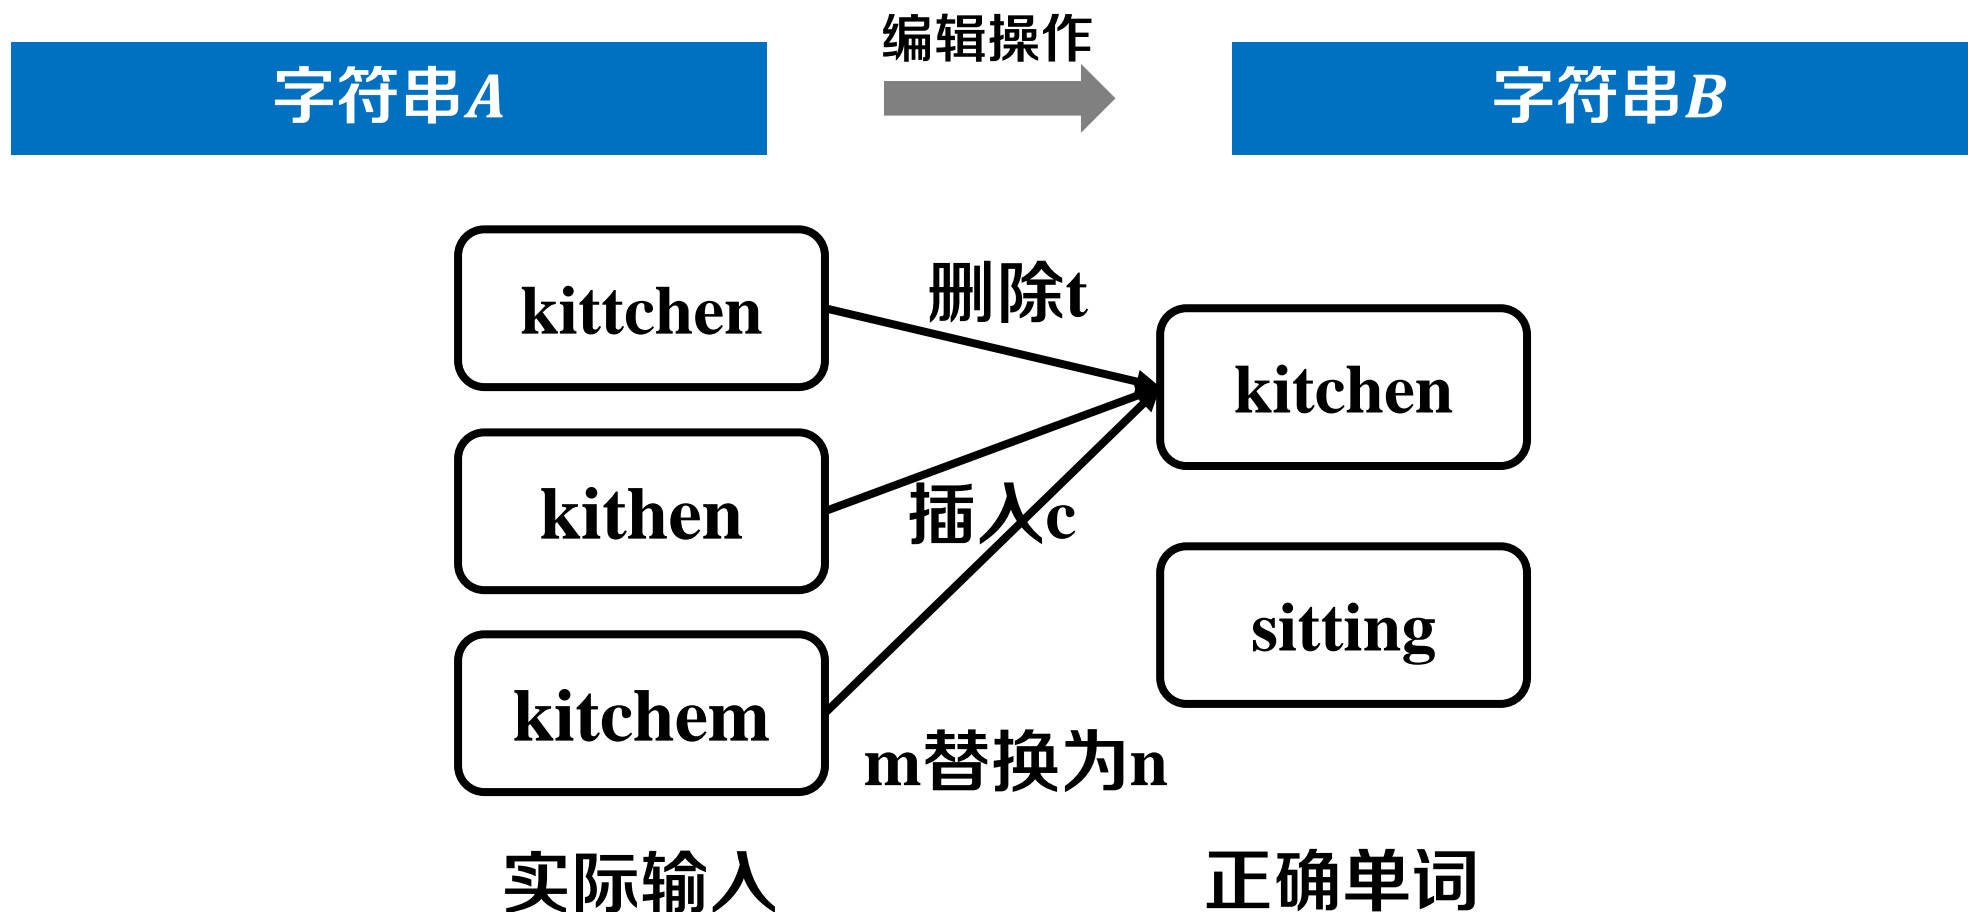 编辑操作
字符串A
字符串B
kittchen
删除t
kitchen
kithen
插入c
sitting
kitchem
m替换为n
实际输入
正确单词